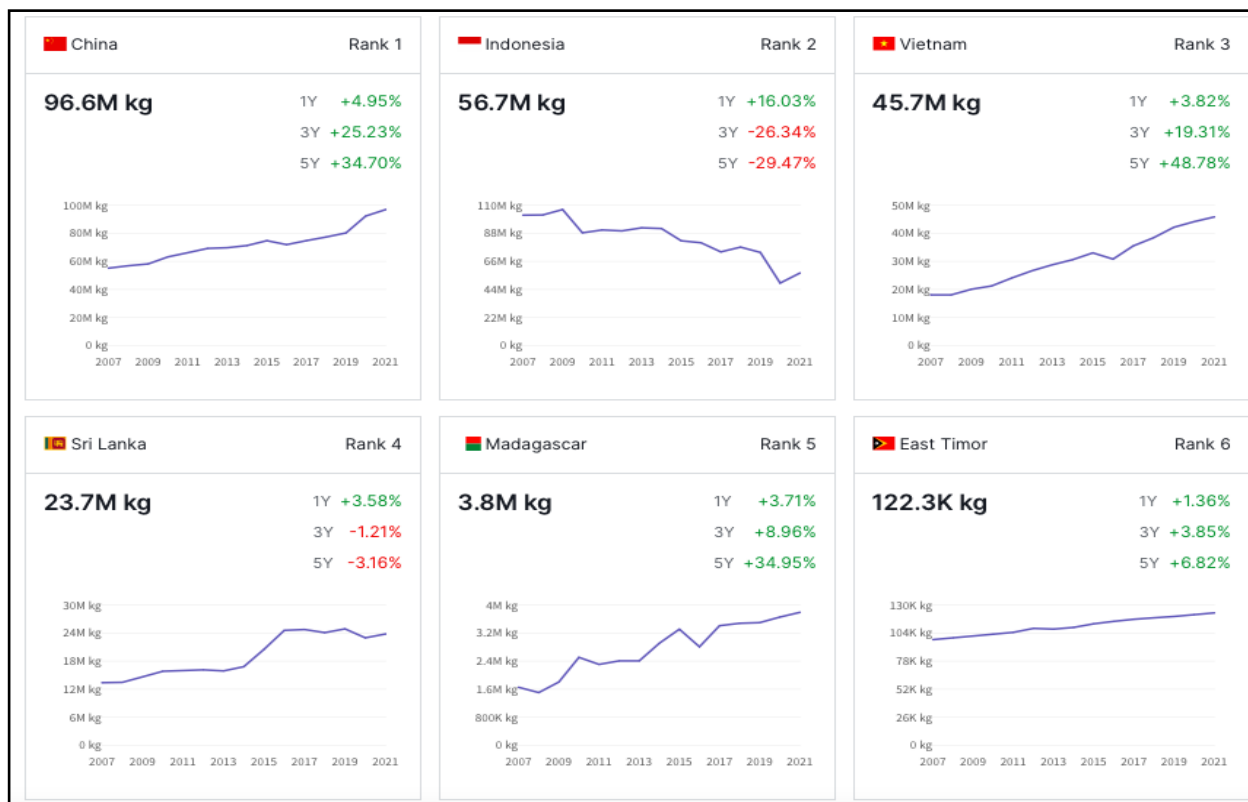 China Rank 1
96.6M kg 1Y +4.95%
3Y +25.23%
5Y +34.70%
100M kg
80M kg
60M kg
40M kg
20M kg
0 kg
2007 2009 2011 2013 2015 2017 2019 2021
Indonesia Rank 2
56.7M kg 1Y +16.03%
3Y -26.34%
5Y -29.47%
110M kg
88M kg
66M kg
44M kg
22M kg
0 kg
2007 2009 2011 2013 2015 2017 2019 2021
Vietnam Rank 3
45.7M kg 1Y +3.82%
3Y +19.31%
5Y +48.78%
50M kg
40M kg
30M kg
20M kg
10M kg
0 kg
2007 2009 2011 2013 2015 2017 2019 2021
Sri Lanka Rank 4
23.7M kg 1Y +3.58%
3Y -1.21%
5Y -3.16%
30M kg
24M kg
18M kg
12M kg
6M kg
0 kg
2007 2009 2011 2013 2015 2017 2019 2021
Madagascar Rank 5
3.8M kg 1Y +3.71%
3Y +8.96%
5Y +34.95%
4M kg
3.2M kg
2.4M kg
1.6M kg
800K kg
0 kg
2007 2009 2011 2013 2015 2017 2019 2021
East Timor Rank 6
122.3K kg 1Y +1.36%
3Y +3.85%
5Y +6.82%
130K kg
104K kg
78K kg
52K kg
26K kg
0 kg
2007 2009 2011 2013 2015 2017 2019 2021